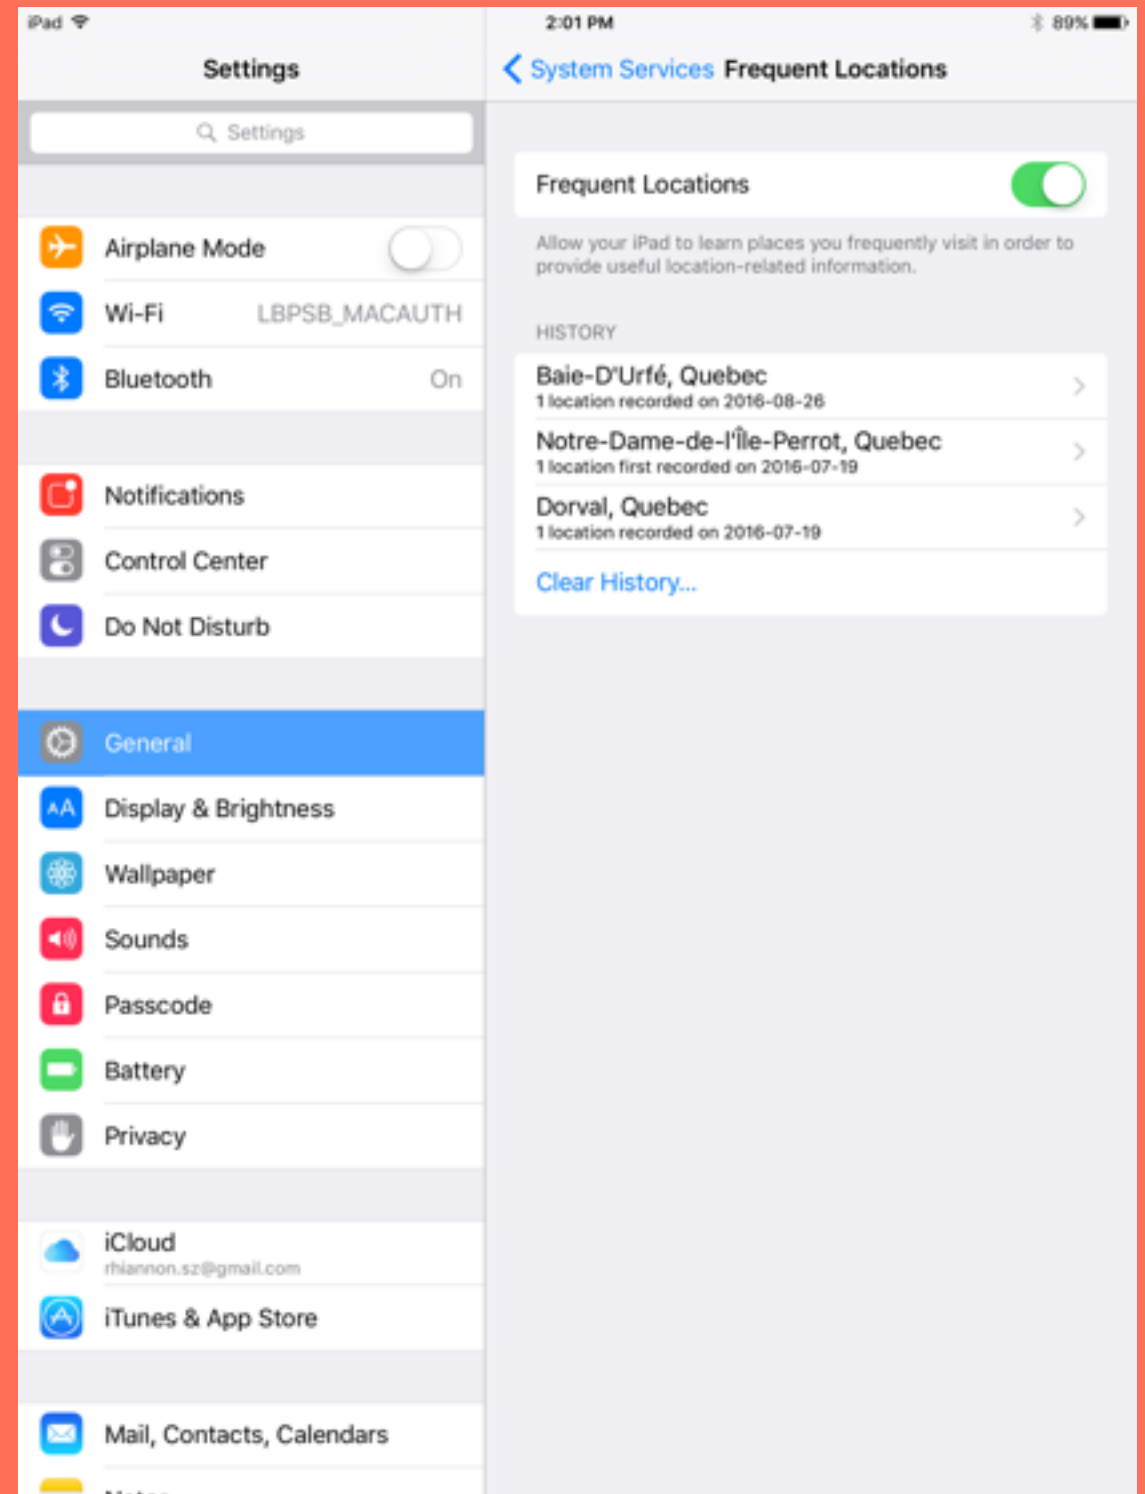 iPad
2:01 PM
89%
Settings
System Services Frequent Locations
Settings
Airplane Mode
Wi-Fi LBPSB_MACAUTH
Bluetooth On
Notifications
Control Center
Do Not Disturb
General
AA Display & Brightness
Wallpaper
Sounds
Passcode
Battery
Privacy
iCloud
rhiannon.sz@gmail.com
iTunes & App Store
Mail, Contacts, Calendars
Frequent Locations
Allow your iPad to learn places you frequently visit in order to
provide useful location-related information.
HISTORY
Baie-D'Urfé, Quebec
1 location recorded on 2016-08-26
Notre-Dame-de-l'Île-Perrot, Quebec
1 location first recorded on 2016-07-19
Dorval, Quebec
1 location recorded on 2016-07-19
Clear History...